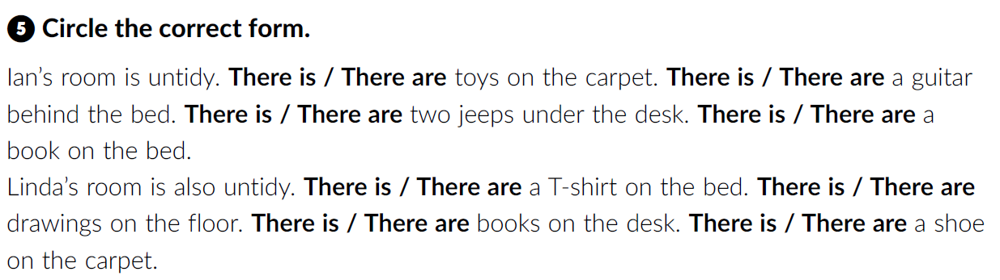 5 Circle the correct form.
Ian’s room is untidy. There is / There are toys on the carpet. There is / There are a guitar
behind the bed. There is / There are two jeeps under the desk. There is / There are a
book on the bed.
Linda’s room is also untidy. There is / There are a T-shirt on the bed. There is / There are
drawings on the floor. There is / There are books on the desk. There is / There are a shoe
on the carpet.